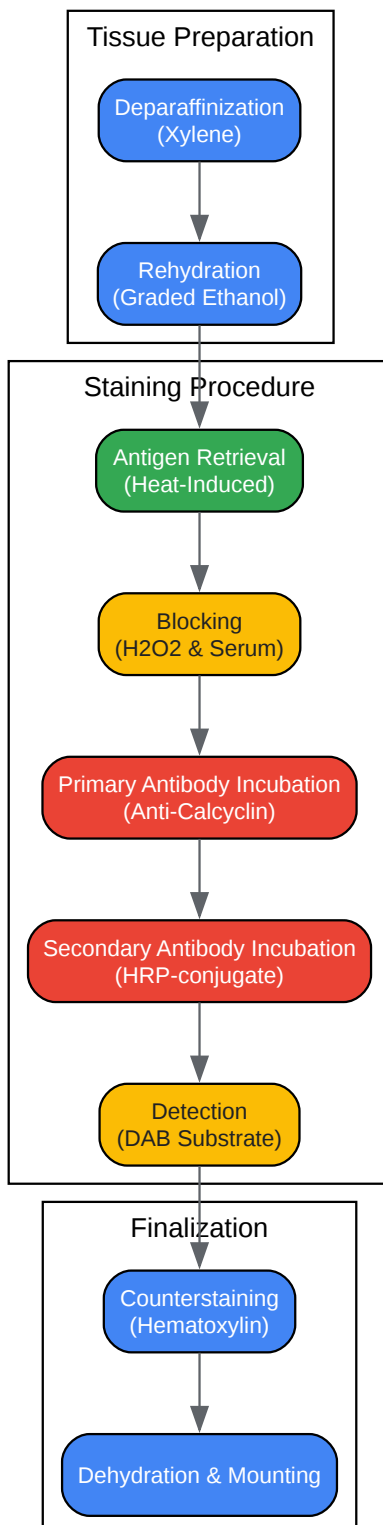 Tissue Preparation
Deparaffinization
(Xylene)
Rehydration
(Graded Ethanol)
Staining Procedure
Antigen Retrieval
(Heat-Induced)
Blocking
(H2O2 & Serum)
Primary Antibody Incubation
(Anti-Calcyclin)
Secondary Antibody Incubation
(HRP-conjugate)
Detection
(DAB Substrate)
Finalization
Counterstaining
(Hematoxylin)
Dehydration & Mounting